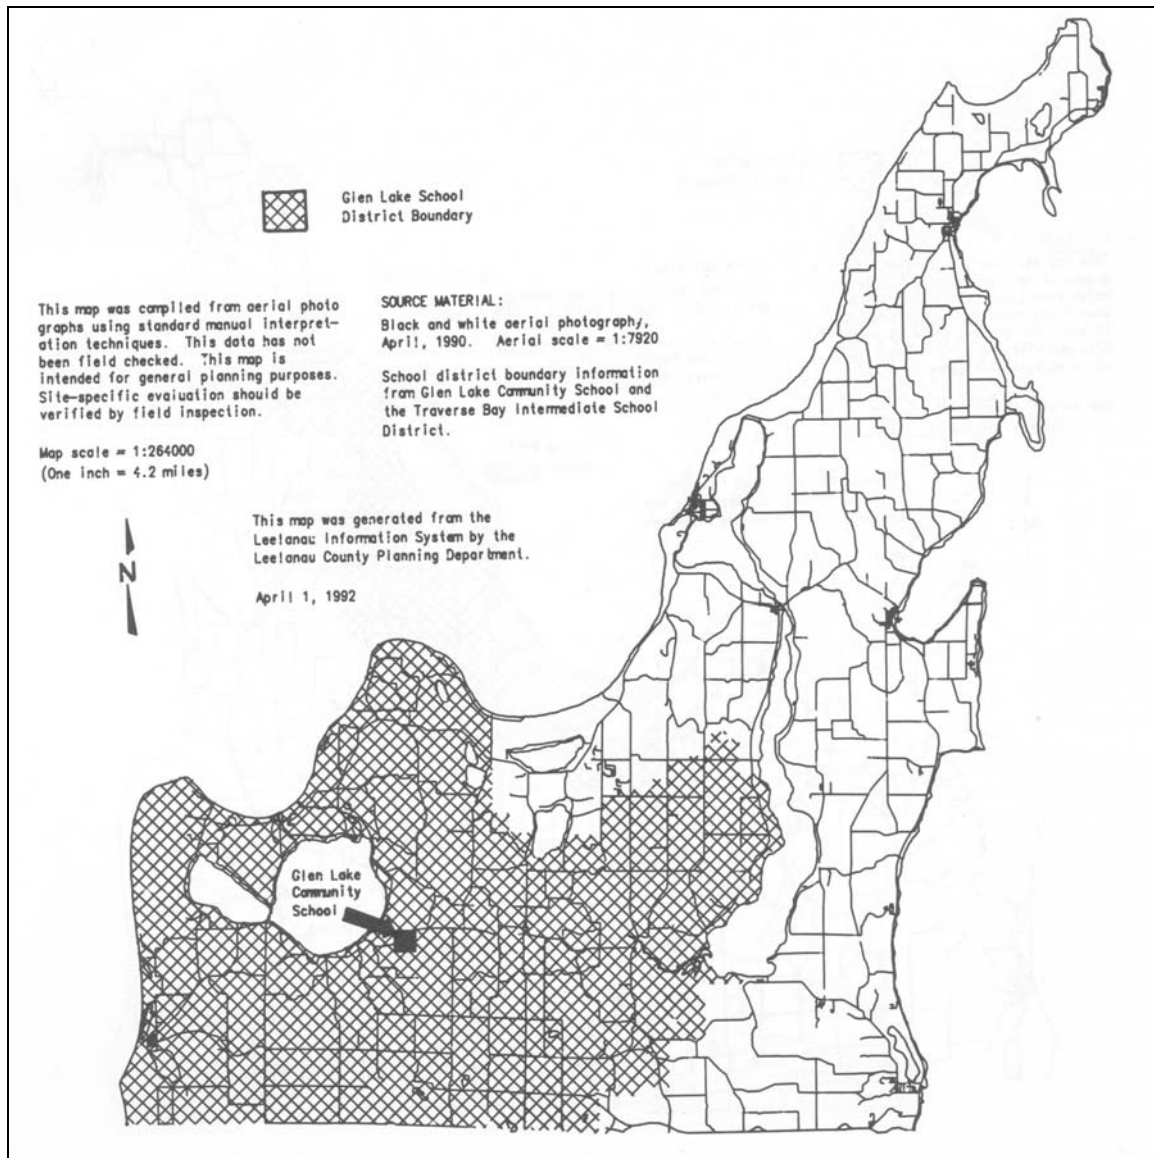 Glen Lake School
District Boundary
This map was compiled from aerial photo
graphs using standard manual interpret-
ation techniques. This data has not
been field checked. This map is
intended for general planning purposes.
Site-specific evaluation should be
verified by field inspection.
Map scale = 1:264000
(One inch = 4.2 miles)
SOURCE MATERIAL:
Black and white aerial photography,
April, 1990. Aerial scale = 1:7920
School district boundary information
from Glen Lake Community School and
the Traverse Bay Intermediate School
District.
This map was generated from the
Leelanau Information System by the
Leelanau County Planning Department.
April 1, 1992
N
Glen Lake
Community
School